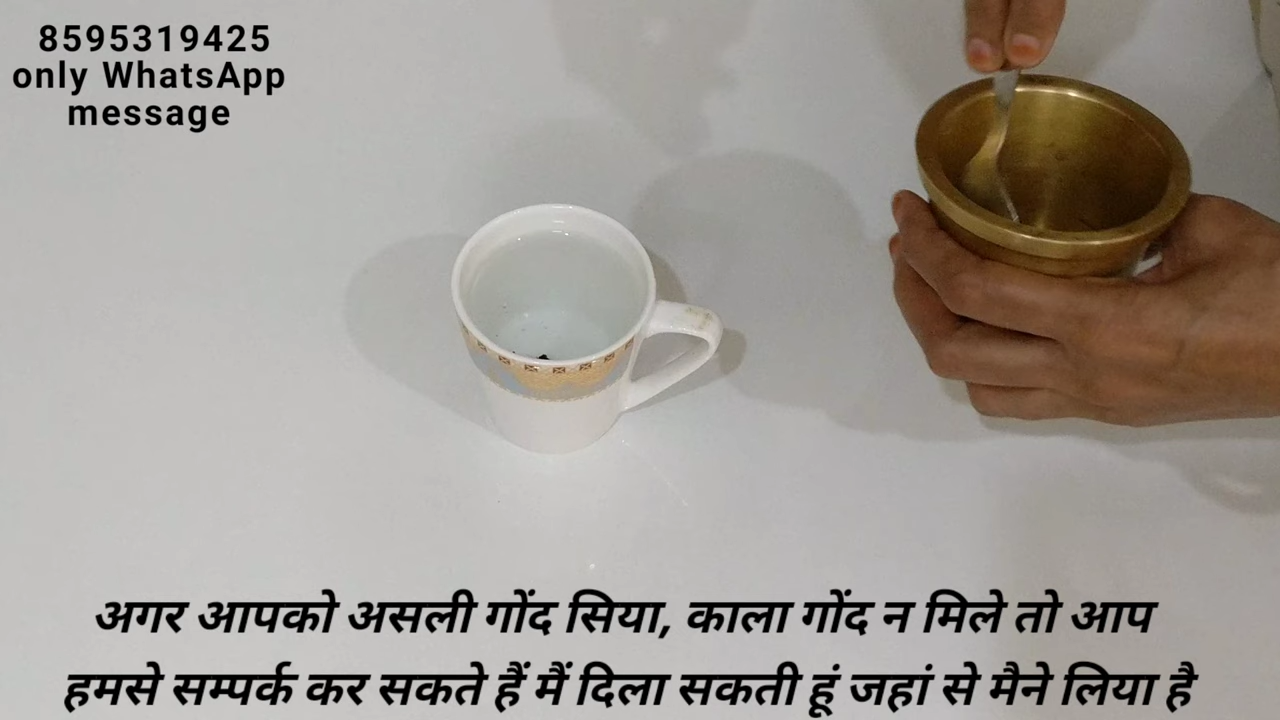 8595319425
only WhatsApp
message
अगर आपको असली गोंद सिया, काला गोंद न मिले तो आप
हमसे सम्पर्क कर सकते हैं मैं दिला सकती हूं जहां से मैने लिया है